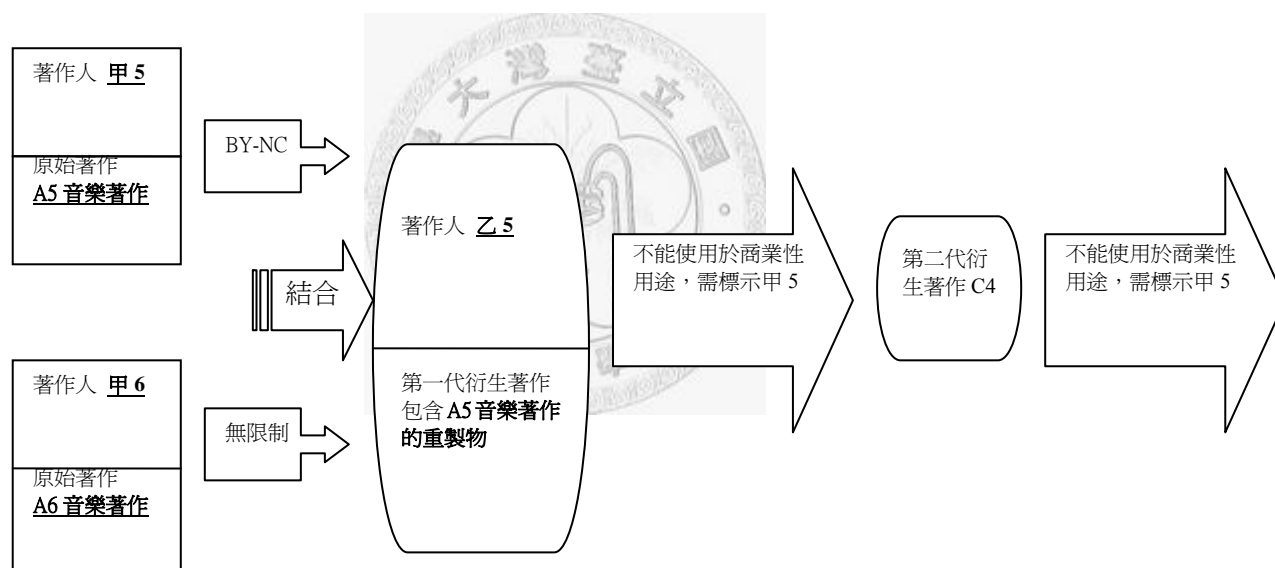 著作人 甲 5
原始著作
A5 音樂著作
BY-NC
結合
著作人 甲 6
原始著作
A6 音樂著作
無限制
著作人 乙 5
第一代衍生著作
包含 A5 音樂著作
的重製物
不能使用於商業性
用途，需標示甲 5
第二代衍
生著作 C4
不能使用於商業性
用途，需標示甲 5
大灣臺立國